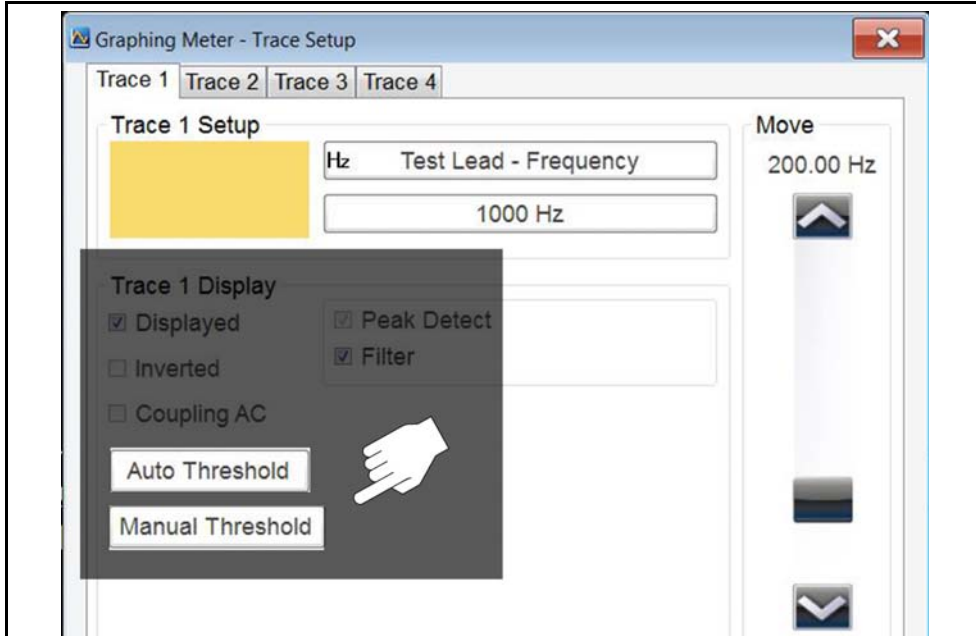 Graphing Meter - Trace Setup
Trace 1 Trace 2 Trace 3 Trace 4
Trace 1 Setup
Hz Test Lead - Frequency
1000 Hz
Move
200.00 Hz
Trace 1 Display
Displayed
Peak Detect
Inverted
Filter
Coupling AC
Auto Threshold
Manual Threshold